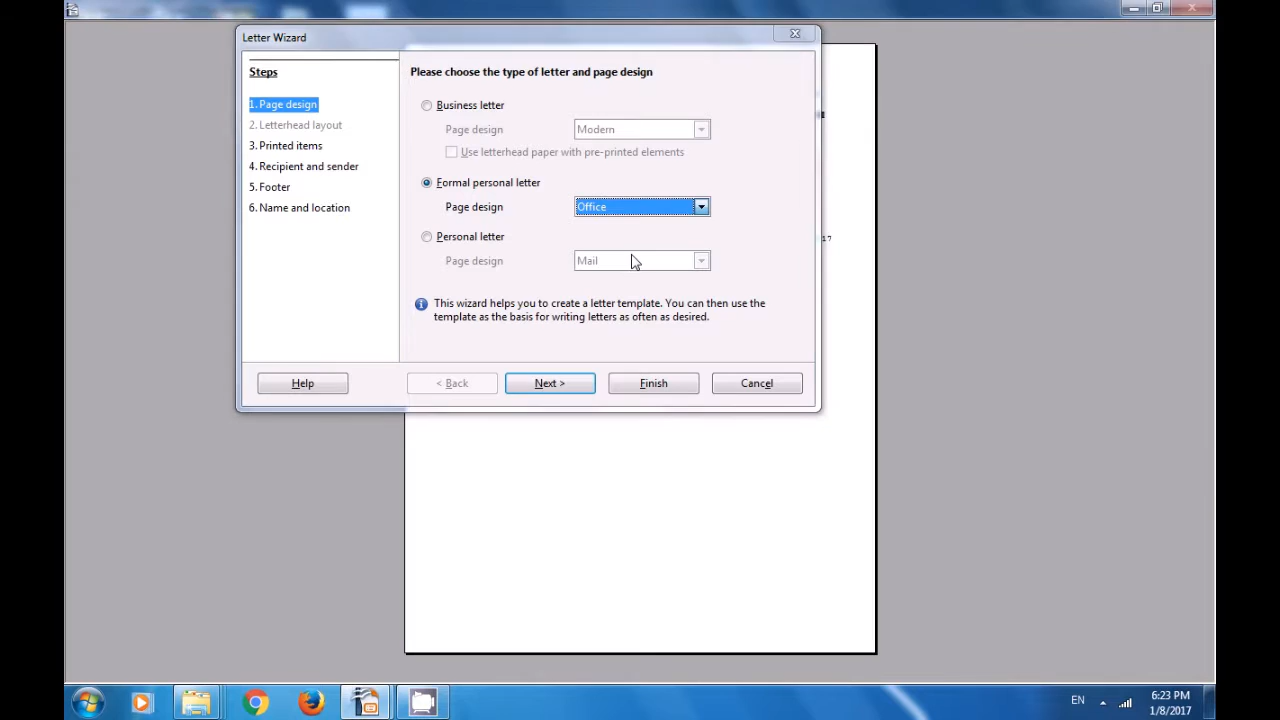 Letter Wizard
Steps
1. Page design
2. Letterhead layout
3. Printed items
4. Recipient and sender
5. Footer
6. Name and location
Please choose the type of letter and page design
Business letter
Page design
Modern
Use letterhead paper with pre-printed elements
Formal personal letter
Page design
Office
Personal letter
Page design
Mail
This wizard helps you to create a letter template. You can then use the
template as the basis for writing letters as often as desired.
Help
< Back
Next >
Finish
Cancel
17
EN
6:23 PM
1/8/2017